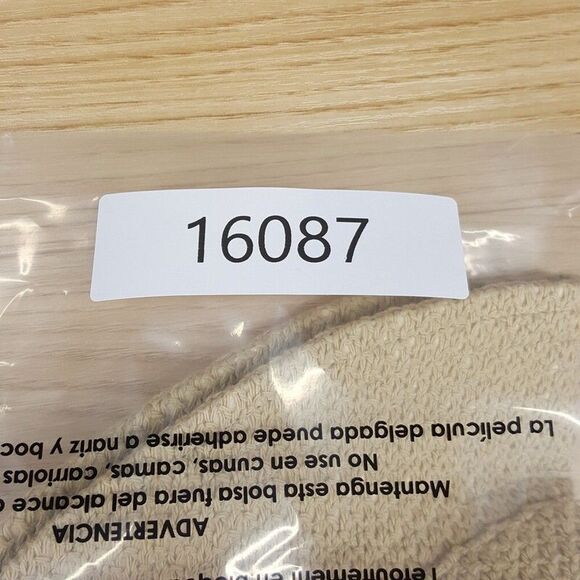 16087
ADVERTENCIA
Mantenga esta bolsa fuera del alcance
No use en cunas, camas, carriolas
La película delgada puede adherirse a nariz y boc